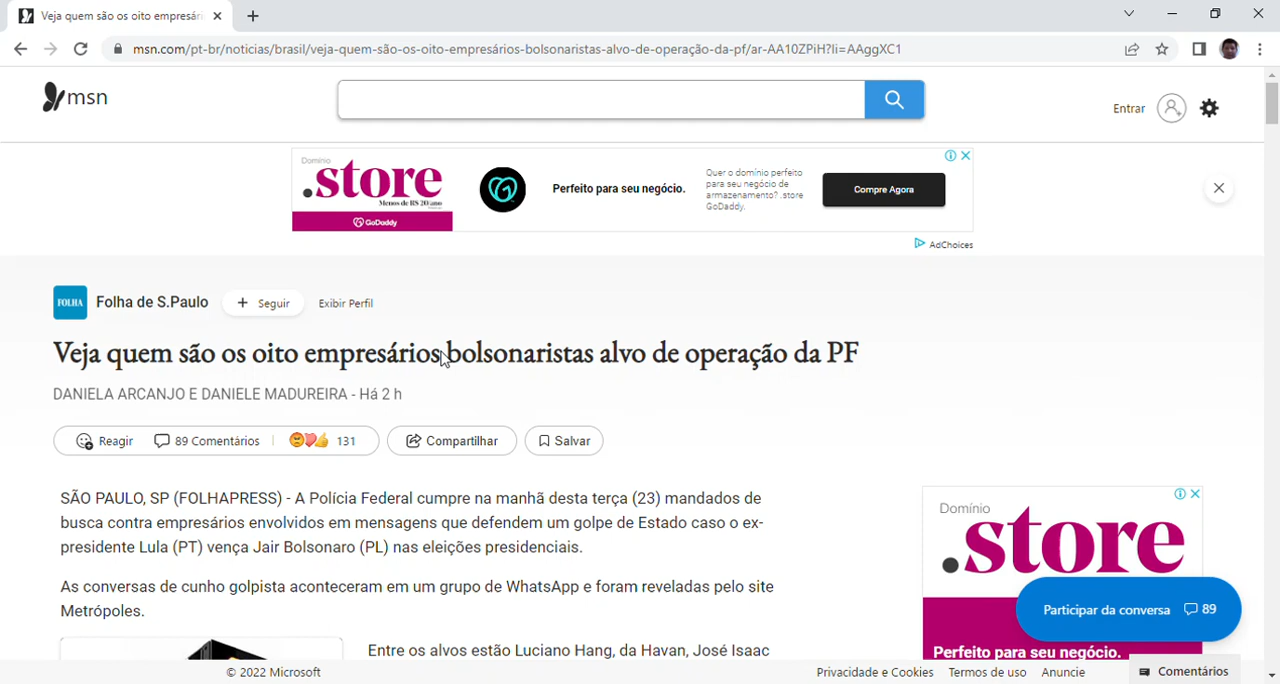 Veja quem são os oito empresári
msn.com/pt-br/noticias/brasil/veja-quem-são-os-oito-empresários-bolsonaristas-alvo-de-operação-da-pf/ar-AA10ZPiH?li=AAggXC1
msn
Entrar
Domínio
.store
Menos de R$ 20/ano
GoDaddy
Perfeito para seu negócio.
Quer o domínio perfeito
para seu negócio de
armazenamento? .store
GoDaddy.
Compre Agora
AdChoices
FOLHA
Folha de S.Paulo
+ Seguir
Exibir Perfil
Veja quem são os oito empresários bolsonaristas alvo de operação da PF
DANIELA ARCANJO E DANIELE MADUREIRA - Há 2 h
Reagir
89 Comentários
131
Compartilhar
Salvar
SÃO PAULO, SP (FOLHAPRESS) - A Polícia Federal cumpre na manhã desta terça (23) mandados de
busca contra empresários envolvidos em mensagens que defendem um golpe de Estado caso o ex-
presidente Lula (PT) vença Jair Bolsonaro (PL) nas eleições presidenciais.
As conversas de cunho golpista aconteceram em um grupo de WhatsApp e foram reveladas pelo site
Metrópoles.
Entre os alvos estão Luciano Hang, da Havan, José Isaac
Domínio
.store
Perfeito para seu negócio.
Participar da conversa 89
© 2022 Microsoft
Privacidade e Cookies
Termos de uso
Anuncie
Comentários